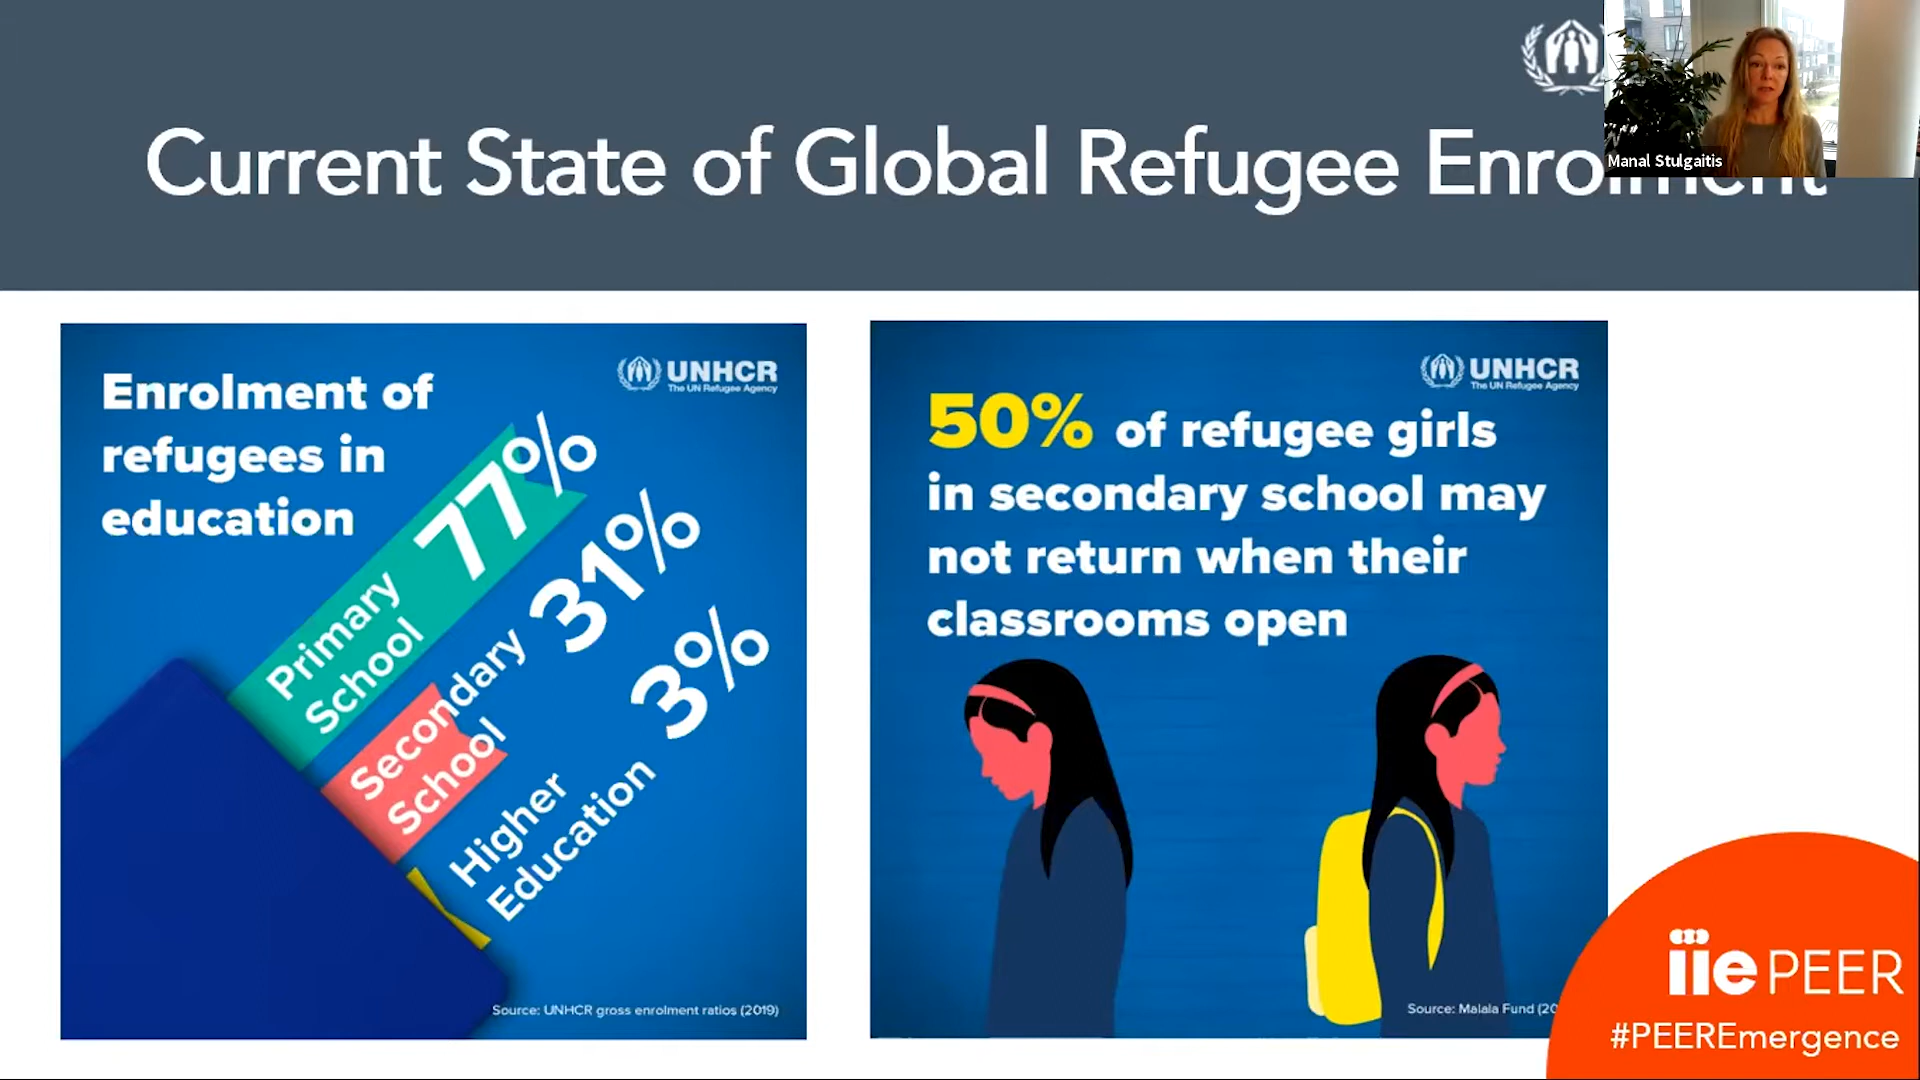 Manal Stulgaitis
Current State of Global Refugee Enrolment
UNHCR
The UN Refugee Agency
Enrolment of
refugees in
education
Primary
School
77%
Secondary
School
31%
Higher
Education
3%
Source: UNHCR gross enrolment ratios (2019)
UNHCR
The UN Refugee Agency
50% of refugee girls
in secondary school may
not return when their
classrooms open
Source: Malala Fund (20
iie PEER
#PEEREmergence